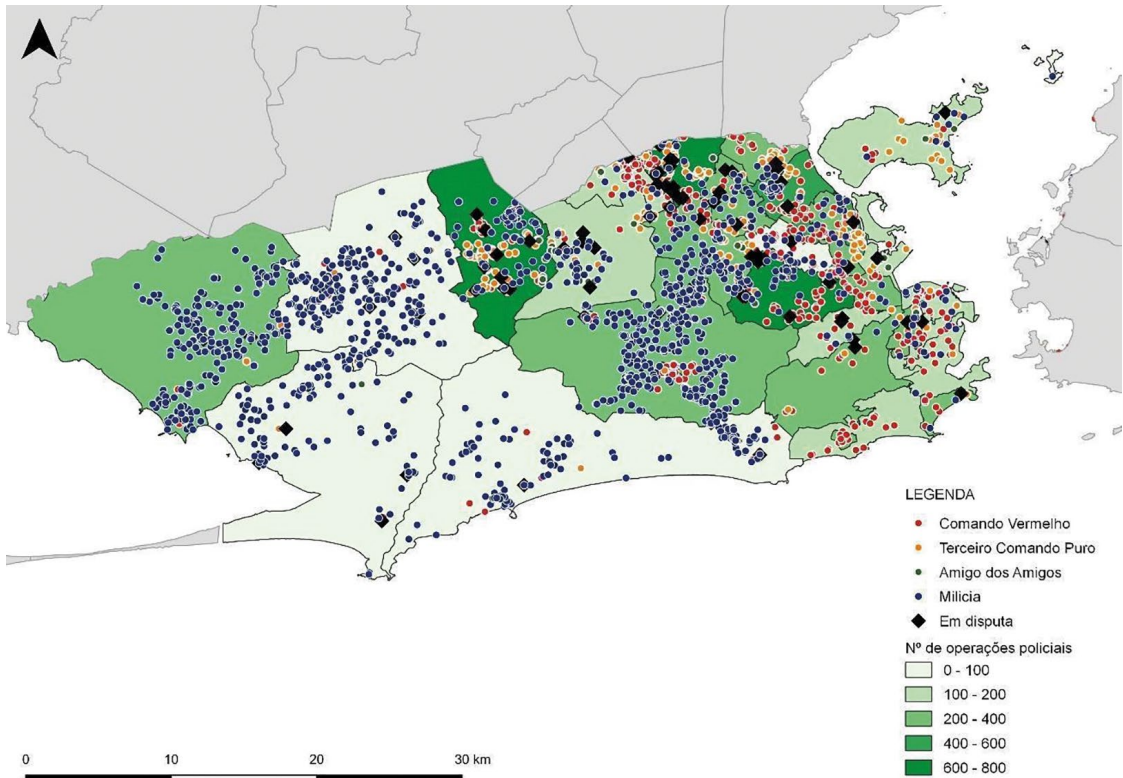 LEGENDA
Comando Vermelho
Terceiro Comando Puro
Amigo dos Amigos
Milicia
Em disputa
Nº de operações policiais
0 - 100
100 - 200
200 - 400
400 - 600
600 - 800
0 10 20 30 km